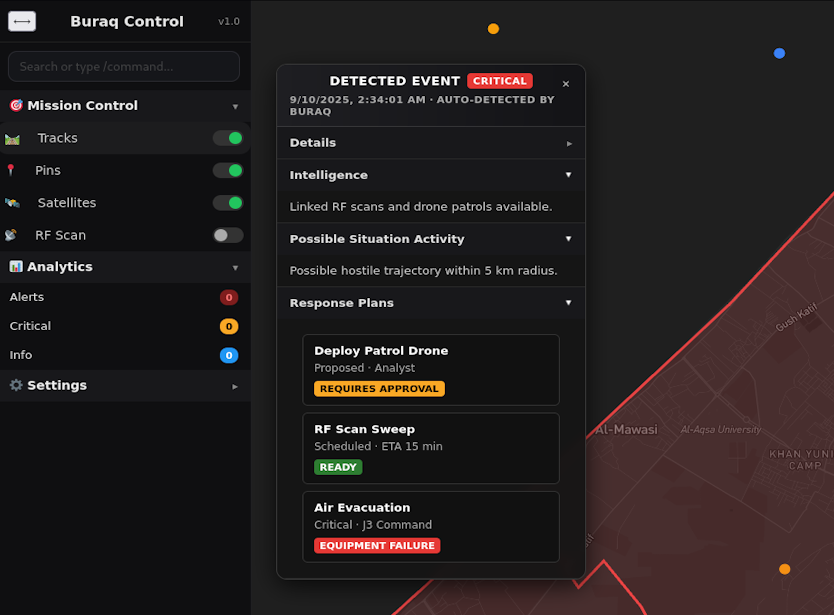 Buraq Control
v1.0
Search or type /command...
Mission Control
Tracks
Pins
Satellites
RF Scan
Analytics
Alerts 0
Critical 0
Info 0
Settings
DETECTED EVENT CRITICAL
×
9/10/2025, 2:34:01 AM · AUTO-DETECTED BY
BURAQ
Details
Intelligence
Linked RF scans and drone patrols available.
Possible Situation Activity
Possible hostile trajectory within 5 km radius.
Response Plans
Deploy Patrol Drone
Proposed · Analyst
REQUIRES APPROVAL
RF Scan Sweep
Scheduled · ETA 15 min
READY
Air Evacuation
Critical · J3 Command
EQUIPMENT FAILURE
Gush Katif
Al-Mawasi
Al-Aqsa University
KHAN YUNI
CAMP